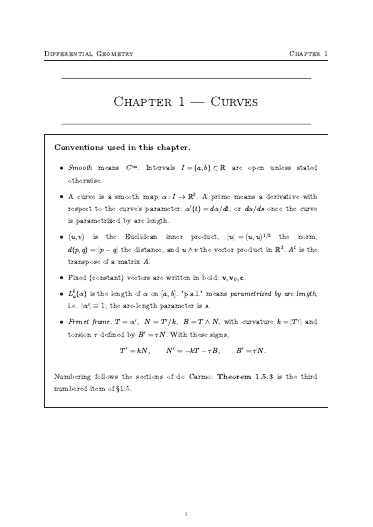 Differential Geometry Chapter 1
Chapter 1 — Curves
Conventions used in this chapter.
• Smooth means C∞. Intervals I = (a, b) ⊂ ℝ are open unless stated
otherwise.
• A curve is a smooth map α: I → ℝ³. A prime means a derivative with
respect to the curve's parameter: α′(t) = dα/dt, or dα/ds once the curve
is parametrized by arc length.
• ⟨u, v⟩ is the Euclidean inner product, |u| = ⟨u, u⟩^{1/2} the norm,
d(p, q) = |p − q| the distance, and u ∧ v the vector product in ℝ³. Aᵗ is the
transpose of a matrix A.
• Fixed (constant) vectors are written in bold: v, v₀, c.
• Lᵇₐ(α) is the length of α on [a, b]. 'p.a.l.' means parametrized by arc length,
i.e. |α′| ≡ 1; the arc-length parameter is s.
• Frenet frame. T = α′, N = T′/k, B = T ∧ N, with curvature k = |T′| and
torsion τ defined by B′ = τN. With these signs,
T′ = kN, N′ = −kT − τB, B′ = τN.
Numbering follows the sections of do Carmo: Theorem 1.5.3 is the third
numbered item of §1.5.
1